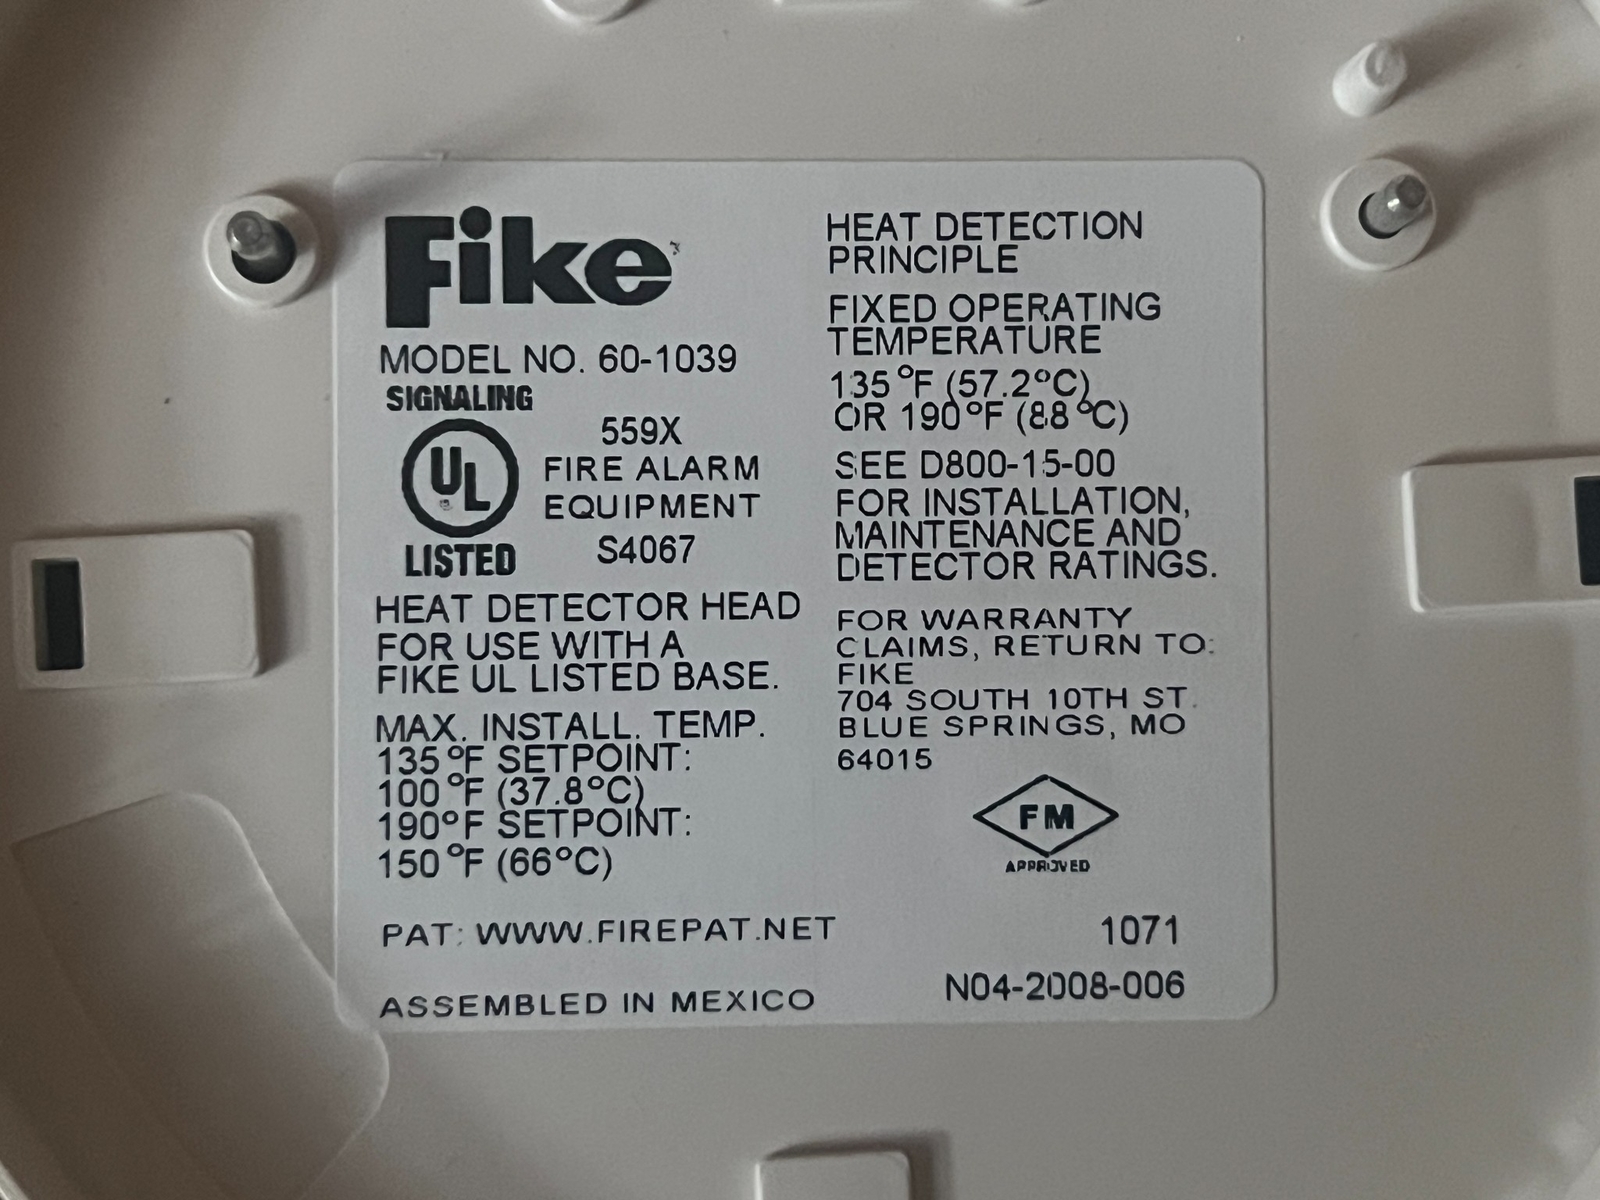 Fike
MODEL NO. 60-1039
SIGNALING
UL
LISTED
559X
FIRE ALARM
EQUIPMENT
S4067
HEAT DETECTOR HEAD
FOR USE WITH A
FIKE UL LISTED BASE.
MAX. INSTALL. TEMP.
135°F SETPOINT:
100°F (37.8°C)
190°F SETPOINT:
150°F (66°C)
PAT: WWW.FIREPAT.NET
ASSEMBLED IN MEXICO
HEAT DETECTION
PRINCIPLE
FIXED OPERATING
TEMPERATURE
135°F (57.2°C)
OR 190°F (88°C)
SEE D800-15-00
FOR INSTALLATION,
MAINTENANCE AND
DETECTOR RATINGS.
FOR WARRANTY
CLAIMS, RETURN TO:
FIKE
704 SOUTH 10TH ST.
BLUE SPRINGS, MO
64015
FM
APPROVED
1071
N04-2008-006